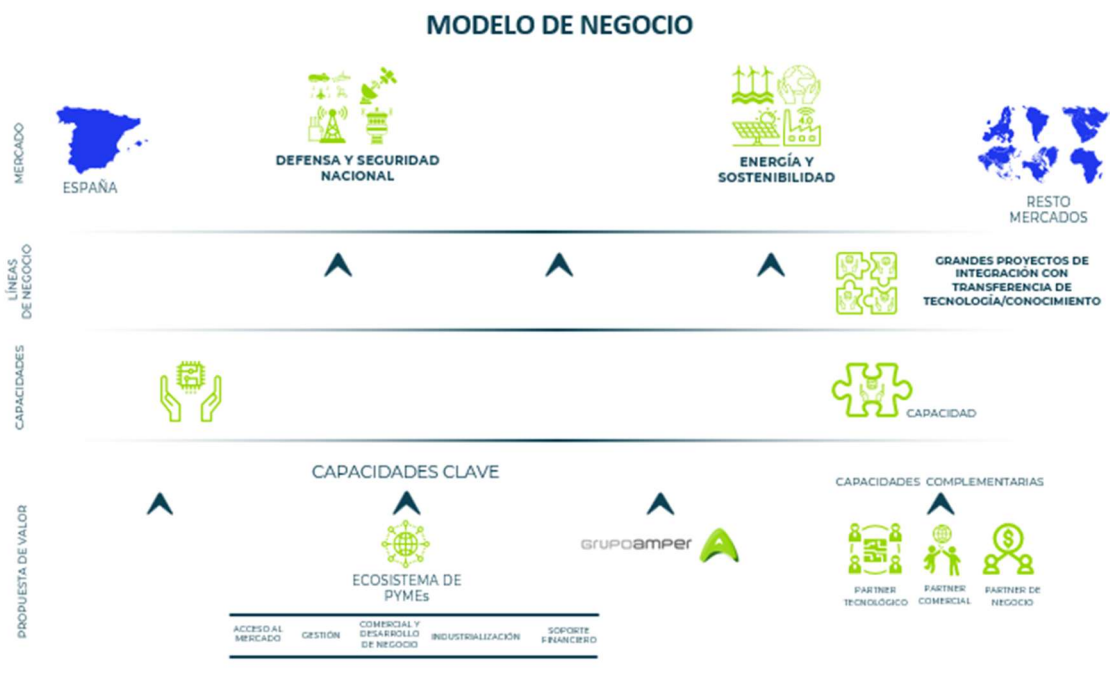 MODELO DE NEGOCIO
MERCADO
ESPAÑA
DEFENSA Y SEGURIDAD
NACIONAL
4.0
ENERGÍA Y
SOSTENIBILIDAD
RESTO
MERCADOS
LÍNEAS
DE NEGOCIO
GRANDES PROYECTOS DE
INTEGRACIÓN CON
TRANSFERENCIA DE
TECNOLOGÍA/CONOCIMIENTO
CAPACIDADES
CAPACIDAD
PROPUESTA DE VALOR
CAPACIDADES CLAVE
ECOSISTEMA DE
PYMEs
ACCESO AL
MERCADO
GESTIÓN
COMERCIAL Y
DESARROLLO
DE NEGOCIO
INDUSTRIALIZACIÓN
SOPORTE
FINANCIERO
GRUPOAMPER
CAPACIDADES COMPLEMENTARIAS
$
PARTNER
TECNOLÓGICO
PARTNER
COMERCIAL
PARTNER DE
NEGOCIO